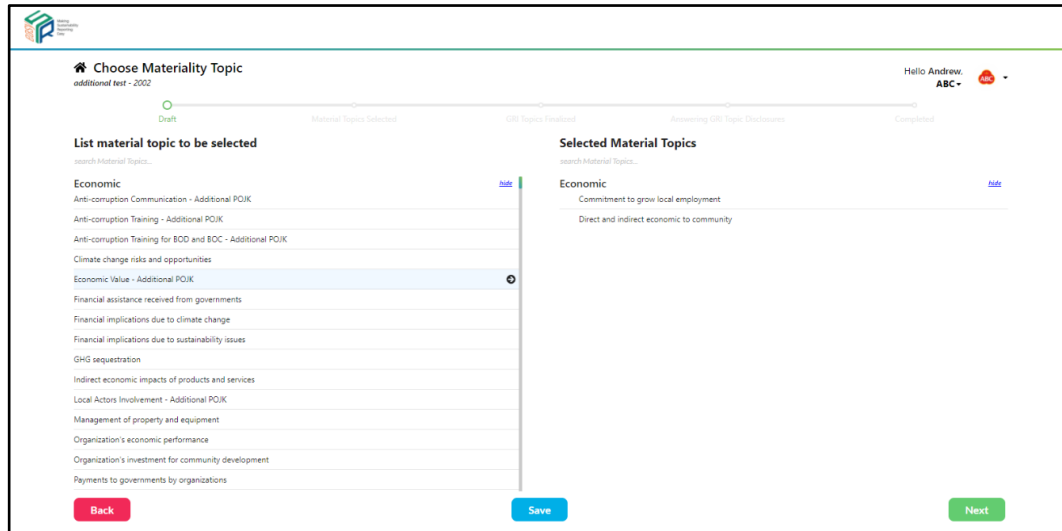 Making
Sustainability
Reporting
Easy
Choose Materiality Topic
additional test - 2002
Hello Andrew.
ABC
ABC
Draft
Material Topics Selected
GRI Topics Finalized
Answering GRI Topic Disclosures
Completed
List material topic to be selected
search Material Topics...
Economic
hide
Anti-corruption Communication - Additional POJK
Anti-corruption Training - Additional POJK
Anti-corruption Training for BOD and BOC - Additional POJK
Climate change risks and opportunities
Economic Value - Additional POJK
Financial assistance received from governments
Financial implications due to climate change
Financial implications due to sustainability issues
GHG sequestration
Indirect economic impacts of products and services
Local Actors Involvement - Additional POJK
Management of property and equipment
Organization's economic performance
Organization's investment for community development
Payments to governments by organizations
Selected Material Topics
search Material Topics...
Economic
hide
Commitment to grow local employment
Direct and indirect economic to community
Back
Save
Next